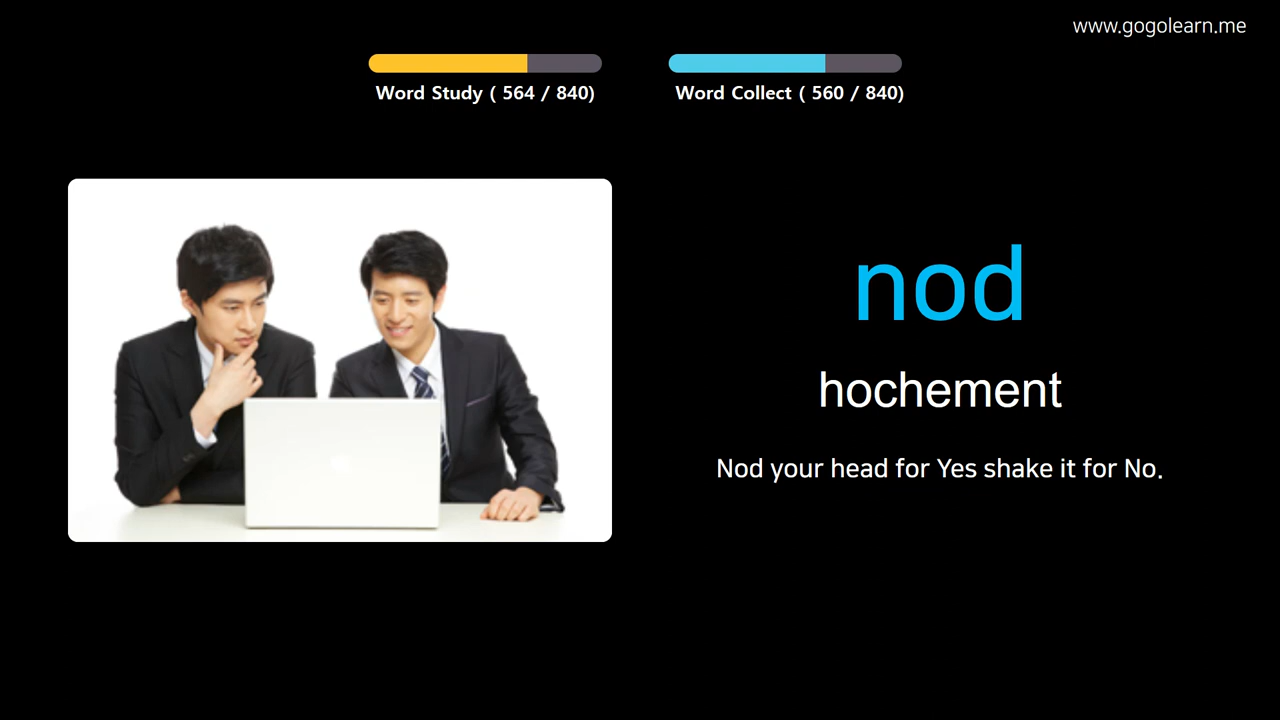 www.gogolearn.me
Word Study ( 564 / 840)
Word Collect ( 560 / 840)
nod
hochement
Nod your head for Yes shake it for No.